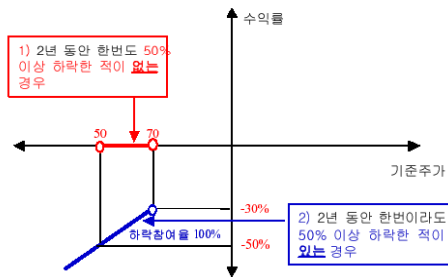 수익률
1) 2년 동안 한번도 50%
이상 하락한 적이 없는
경우
50
70
기준주가
-30%
하락참여율 100%
-50%
2) 2년 동안 한번이라도
50% 이상 하락한 적이
있는 경우